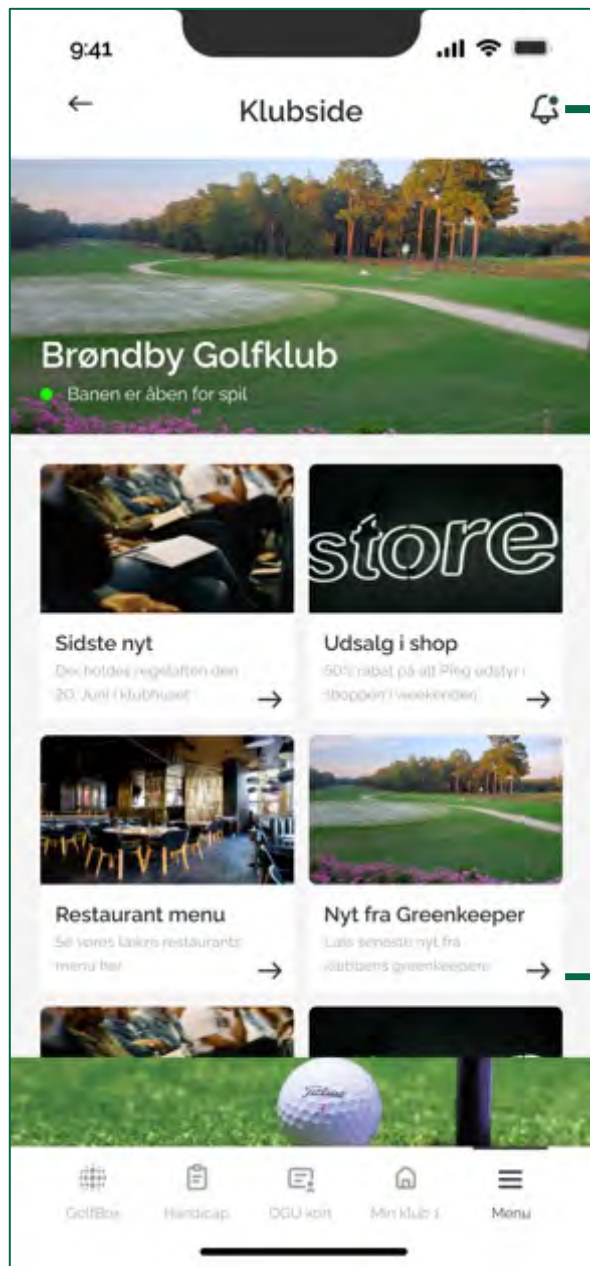 9:41
Klubside
Brøndby Golfklub
Banen er åben for spil
store
Sidste nyt
Der holdes regelaften den
20. Juni i klubhuset
Udsalg i shop
50% rabat på alt Ping udstyr i
shoppen i weekenden
Restaurant menu
Se vores lækre restaurants
menu her
Nyt fra Greenkeeper
Læs seneste nyt fra
klubbens greenkeepere
Titleist
GolfBox
Handicap
DGU kort
Min klub
Menu